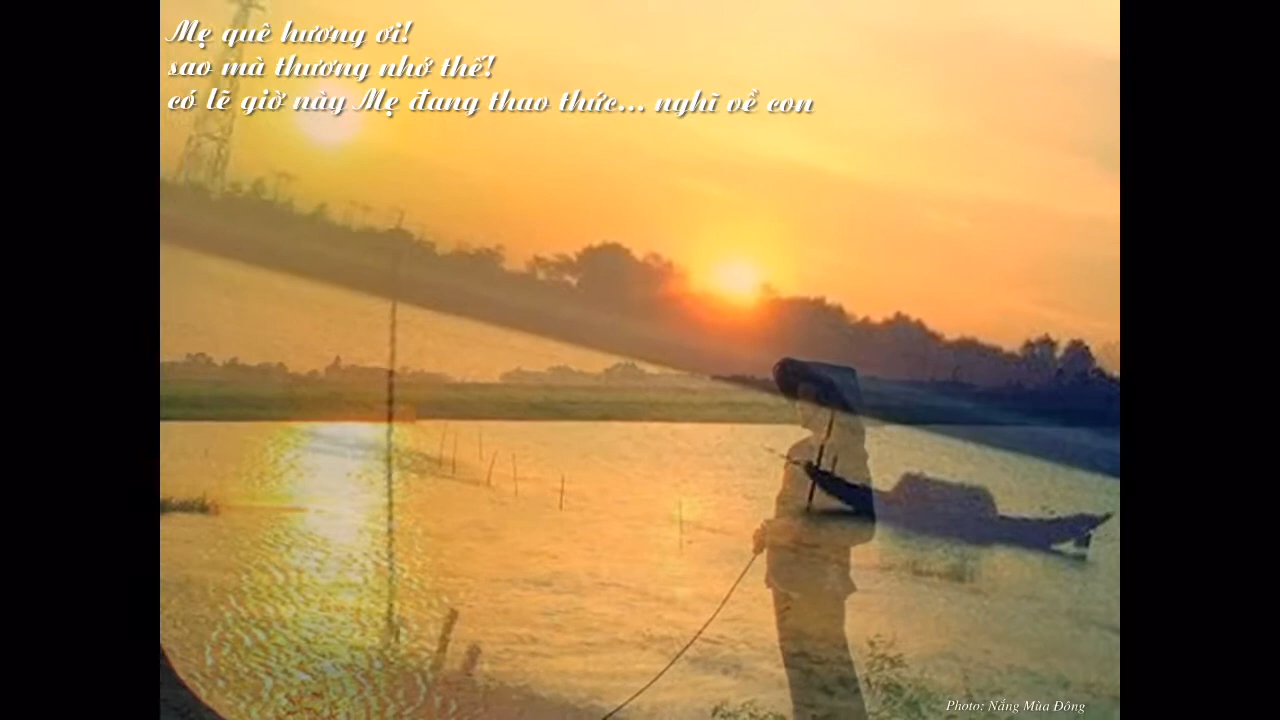 Mẹ quê hương ơi!
sao mà thương nhớ thế!
có lẽ giờ này Mẹ đang thao thức... nghĩ về con
Photo: Nắng Mùa Đông